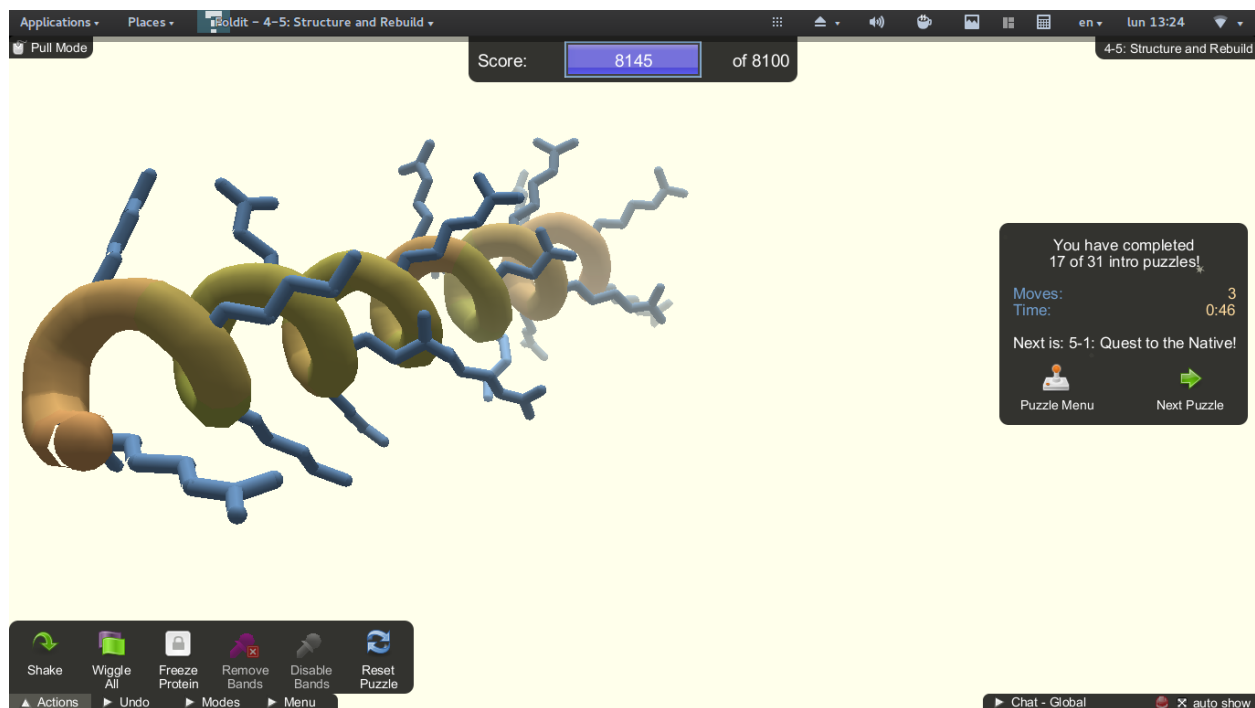 Applications Places Foldit - 4-5: Structure and Rebuild en lun 13:24
Pull Mode
4-5: Structure and Rebuild
Score: 8145 of 8100
You have completed
17 of 31 intro puzzles!
Moves: 3
Time: 0:46
Next is: 5-1: Quest to the Native!
Puzzle Menu
Next Puzzle
Shake
Wiggle All
Freeze Protein
Remove Bands
Disable Bands
Reset Puzzle
Actions Undo Modes Menu
Chat - Global auto show